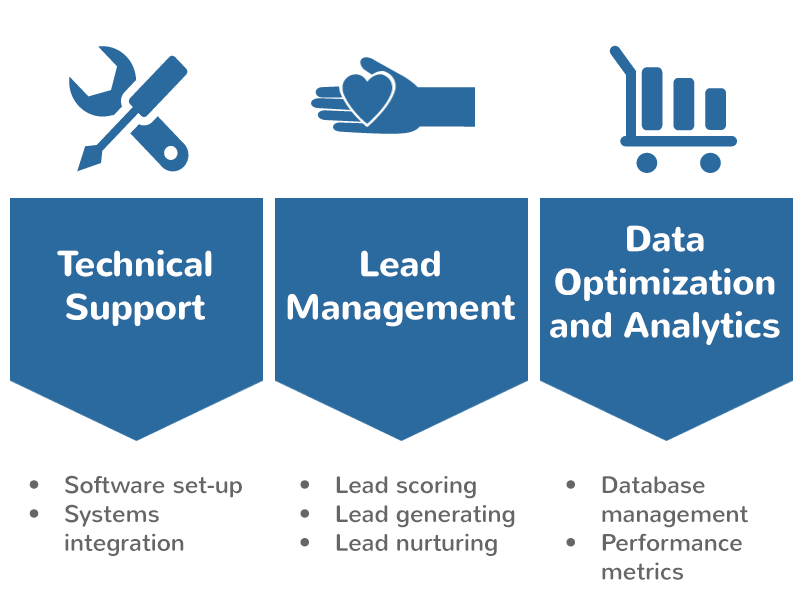 Technical
Support
Lead
Management
Data
Optimization
and Analytics
• Software set-up
• Systems
integration
• Lead scoring
• Lead generating
• Lead nurturing
• Database
management
• Performance
metrics